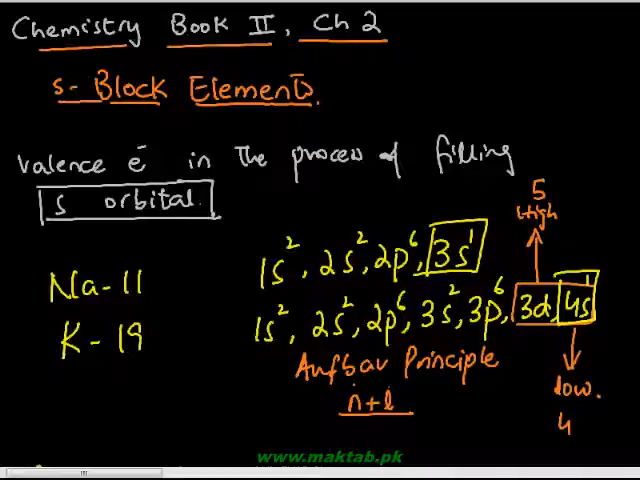 Chemistry Book II, Ch 2
s-Block Elements.
valence e⁻ in the process of filling
s orbital.
5
High
Na-11 1s², 2s², 2p⁶, 3s¹
K-19 1s², 2s², 2p⁶, 3s², 3p⁶, 3d, 4s¹
Aufbau Principle
n+l
low.
4
www.maktab.pk